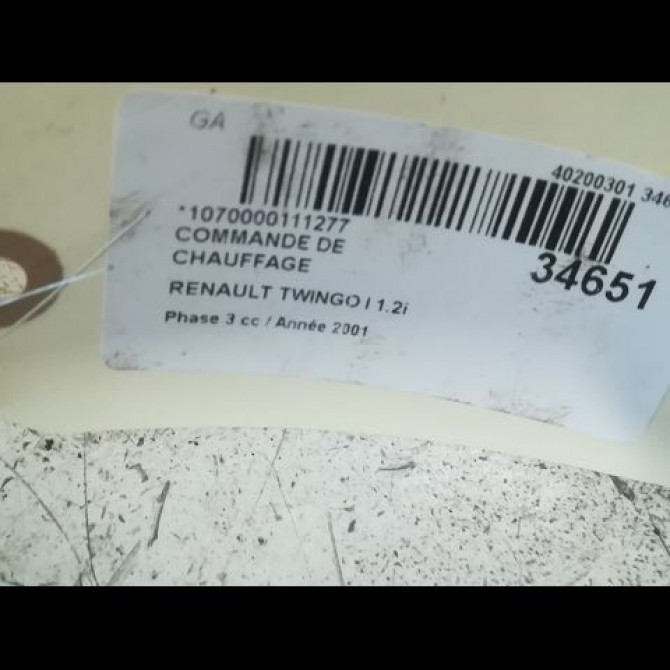 GA
40200301 346
*1070000111277
COMMANDE DE
CHAUFFAGE
34651
RENAULT TWINGO I 1.2i
Phase 3 cc / Année 2001